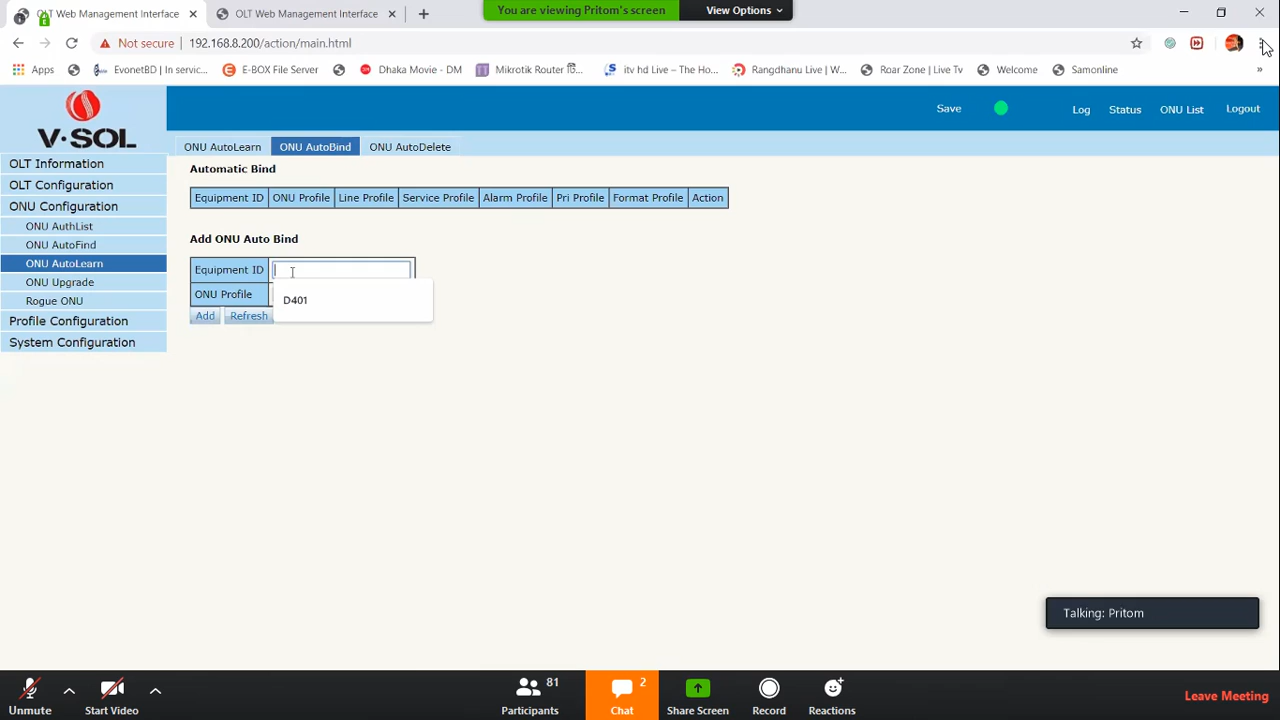 OLT Web Management Interface
OLT Web Management Interface
You are viewing Pritom's screen
View Options
Not secure
192.168.8.200/action/main.html
Apps
EvonetBD | In servic...
E-BOX File Server
Dhaka Movie - DM
Mikrotik Router (o...
itv hd Live – The Ho...
Rangdhanu Live | W...
Roar Zone | Live Tv
Welcome
Samonline
V·SOL
Save
Log
Status
ONU List
Logout
OLT Information
OLT Configuration
ONU Configuration
ONU AuthList
ONU AutoFind
ONU AutoLearn
ONU Upgrade
Rogue ONU
Profile Configuration
System Configuration
ONU AutoLearn
ONU AutoBind
ONU AutoDelete
Automatic Bind
Equipment ID ONU Profile Line Profile Service Profile Alarm Profile Pri Profile Format Profile Action
Add ONU Auto Bind
Equipment ID
ONU Profile
D401
Add
Refresh
Talking: Pritom
Unmute
Start Video
81
Participants
2
Chat
Share Screen
Record
Reactions
Leave Meeting